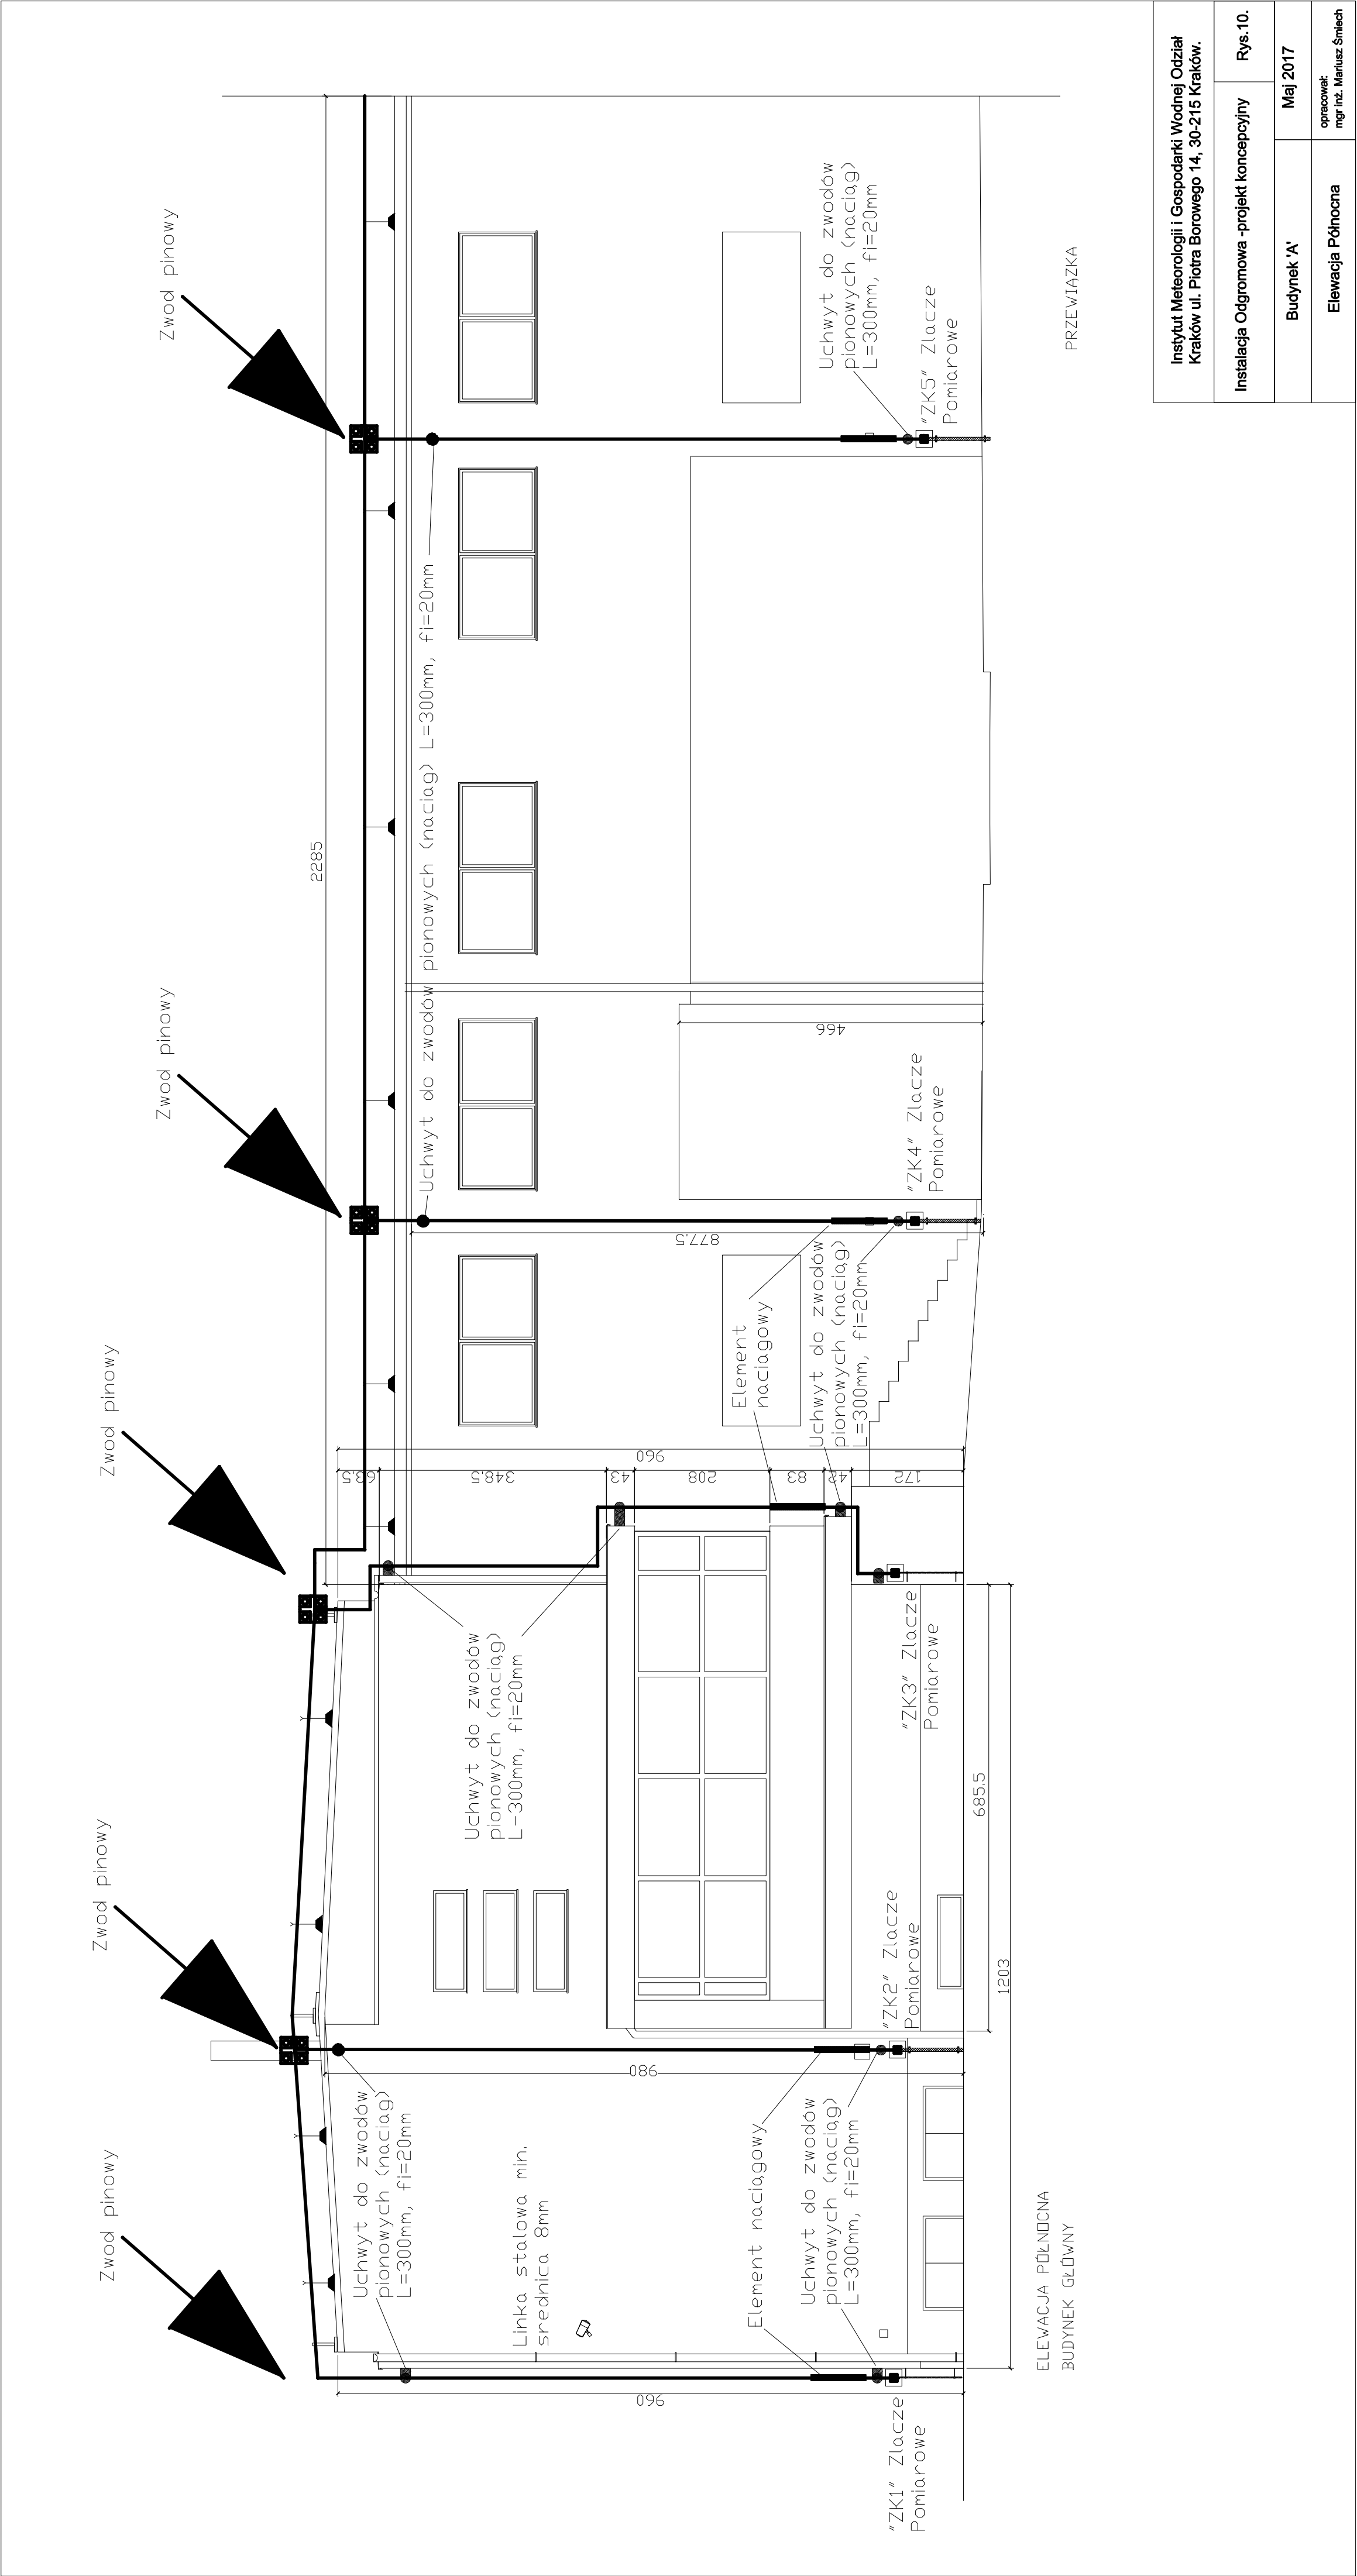 Zwod pinowy
Zwod pinowy
Zwod pinowy
Zwod pinowy
Zwod pinowy
2285
Uchwyt do zwodów
pionowych (naciąg)
L=300mm, fi=20mm
Linka stalowa min.
srednica 8mm
Element naciągowy
Uchwyt do zwodów
pionowych (naciąg)
L=300mm, fi=20mm
960
980
"ZK1" Zlacze
Pomiarowe
"ZK2" Zlacze
Pomiarowe
Uchwyt do zwodów
pionowych (naciąg)
L-300mm, fi=20mm
"ZK3" Zlacze
Pomiarowe
685.5
1203
960
63.5
348.5
43
208
83
42
172
Element
naciagowy
Uchwyt do zwodów
pionowych (naciąg)
L=300mm, fi=20mm
877.5
Uchwyt do zwodów pionowych (naciag) L=300mm, fi=20mm
"ZK4" Zlacze
Pomiarowe
466
Uchwyt do zwodów
pionowych (naciąg)
L=300mm, fi=20mm
"ZK5" Zlacze
Pomiarowe
PRZEWIĄZKA
ELEWACJA PÓŁNOCNA
BUDYNEK GŁÓWNY
Instytut Meteorologii i Gospodarki Wodnej Odział
Kraków ul. Piotra Borowego 14, 30-215 Kraków.
Instalacja Odgromowa -projekt koncepcyjny
Rys.10.
Budynek 'A'
Maj 2017
Elewacja Północna
opracował:
mgr inż. Mariusz Śmiech